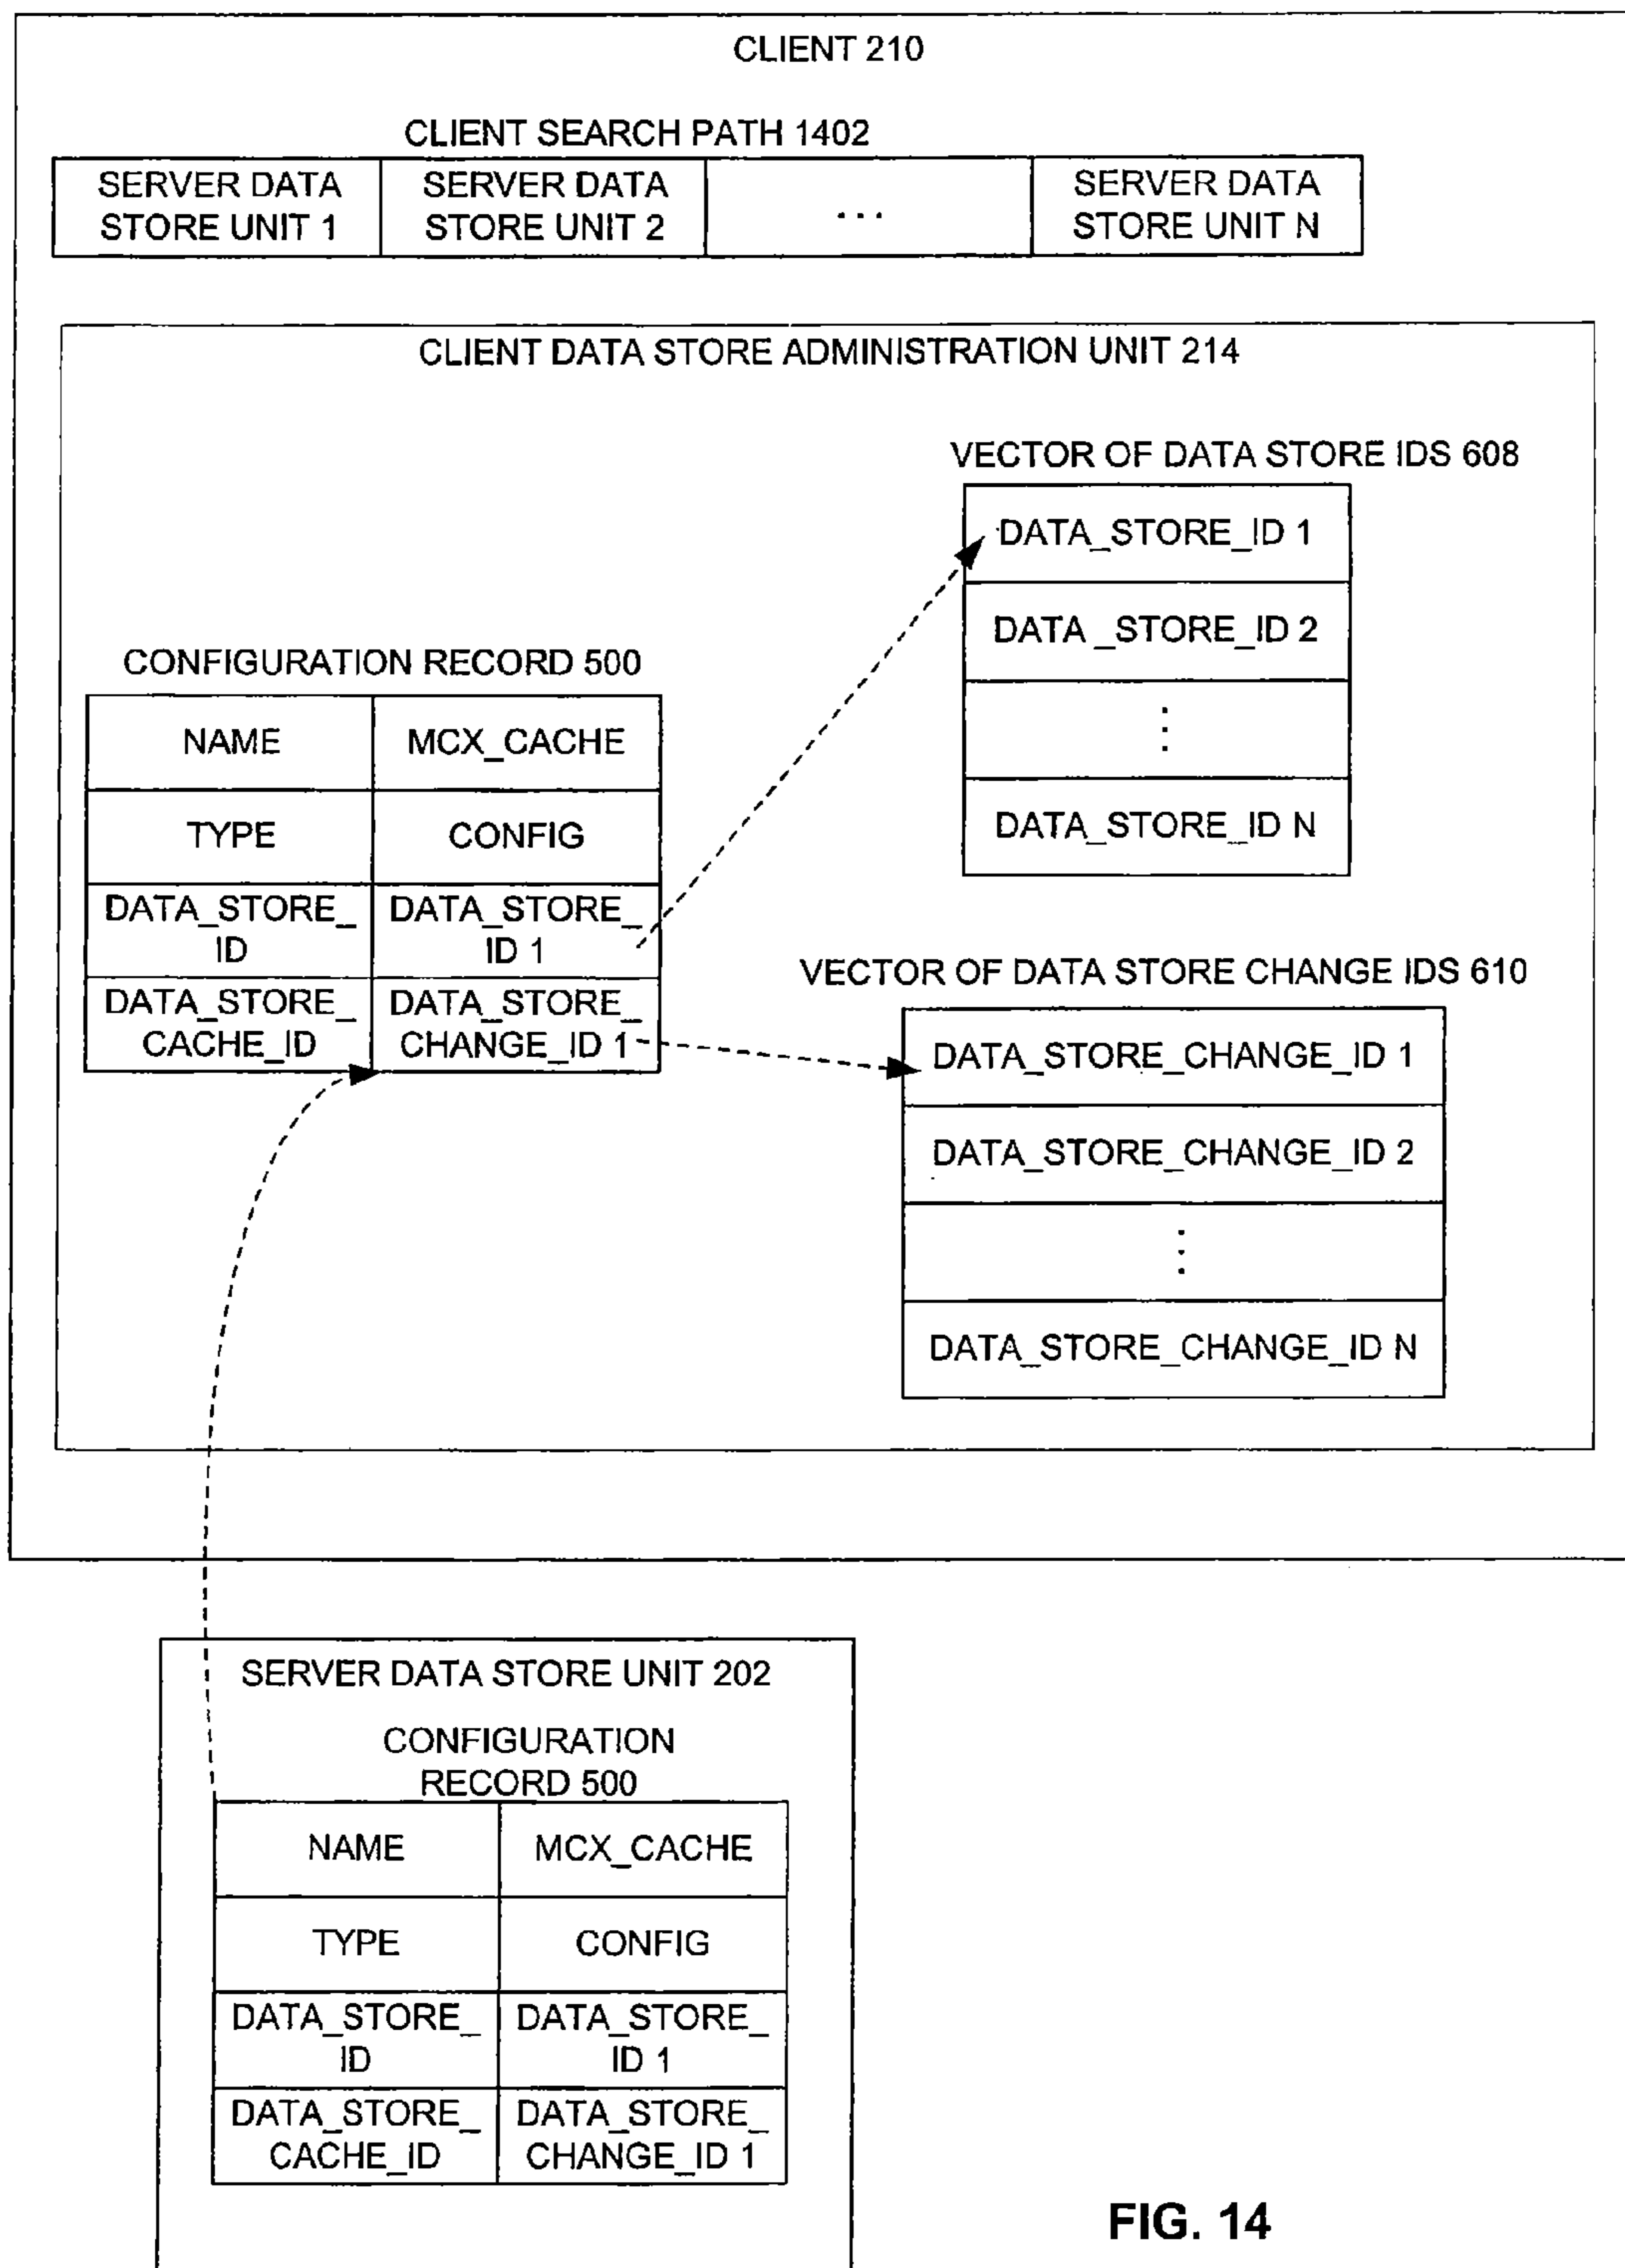 CLIENT 210
CLIENT SEARCH PATH 1402
SERVER DATA
STORE UNIT 1
SERVER DATA
STORE UNIT 2
...
SERVER DATA
STORE UNIT N
CLIENT DATA STORE ADMINISTRATION UNIT 214
VECTOR OF DATA STORE IDS 608
DATA_STORE_ID 1
DATA _STORE_ID 2
⋮
DATA_STORE_ID N
CONFIGURATION RECORD 500
NAME
MCX_CACHE
TYPE
CONFIG
DATA_STORE_
ID
DATA_STORE_
ID 1
DATA_STORE_
CACHE_ID
DATA_STORE_
CHANGE_ID 1
VECTOR OF DATA STORE CHANGE IDS 610
DATA_STORE_CHANGE_ID 1
DATA_STORE_CHANGE_ID 2
⋮
DATA_STORE_CHANGE_ID N
SERVER DATA STORE UNIT 202
CONFIGURATION
RECORD 500
NAME
MCX_CACHE
TYPE
CONFIG
DATA_STORE_
ID
DATA_STORE_
ID 1
DATA_STORE_
CACHE_ID
DATA_STORE_
CHANGE_ID 1
FIG. 14